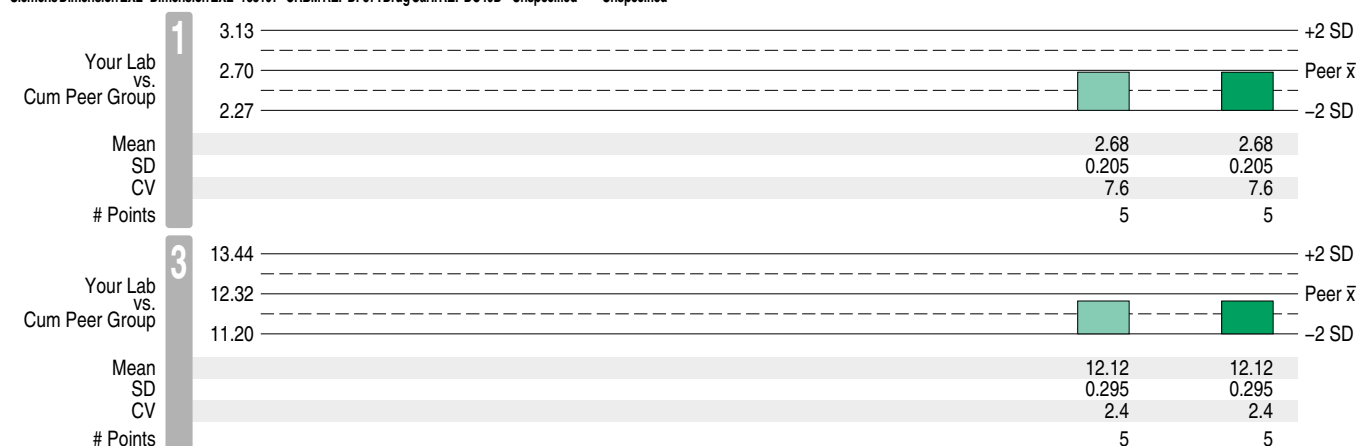 1
3.13 +2 SD
Your Lab
vs.
Cum Peer Group
2.70 Peer x̄
2.27 −2 SD
Mean 2.68 2.68
SD 0.205 0.205
CV 7.6 7.6
# Points 5 5
3
13.44 +2 SD
Your Lab
vs.
Cum Peer Group
12.32 Peer x̄
11.20 −2 SD
Mean 12.12 12.12
SD 0.295 0.295
CV 2.4 2.4
# Points 5 5